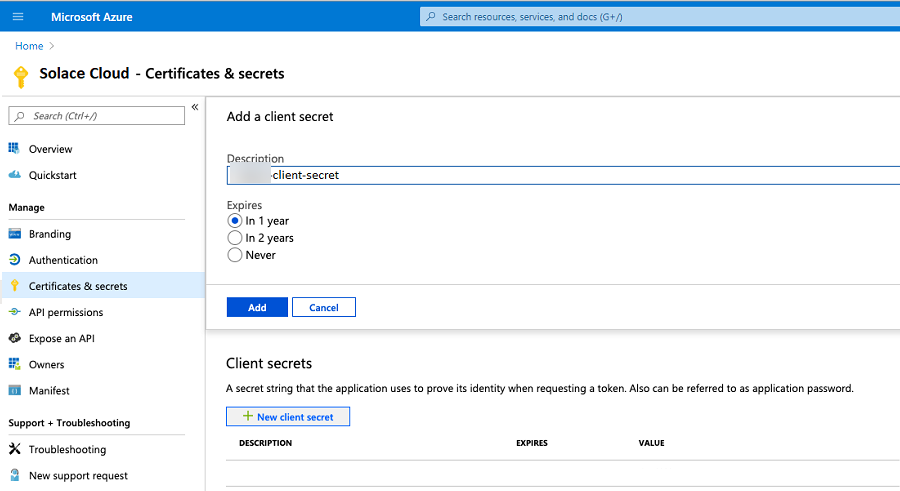 Microsoft Azure
Search resources, services, and docs (G+/)
Home >
Solace Cloud - Certificates & secrets
Search (Ctrl+/)
«
Overview
Quickstart
Manage
Branding
Authentication
Certificates & secrets
API permissions
Expose an API
Owners
Manifest
Support + Troubleshooting
Troubleshooting
New support request
Add a client secret
Description
-client-secret
Expires
In 1 year
In 2 years
Never
Add
Cancel
Client secrets
A secret string that the application uses to prove its identity when requesting a token. Also can be referred to as application password.
+ New client secret
DESCRIPTION EXPIRES VALUE